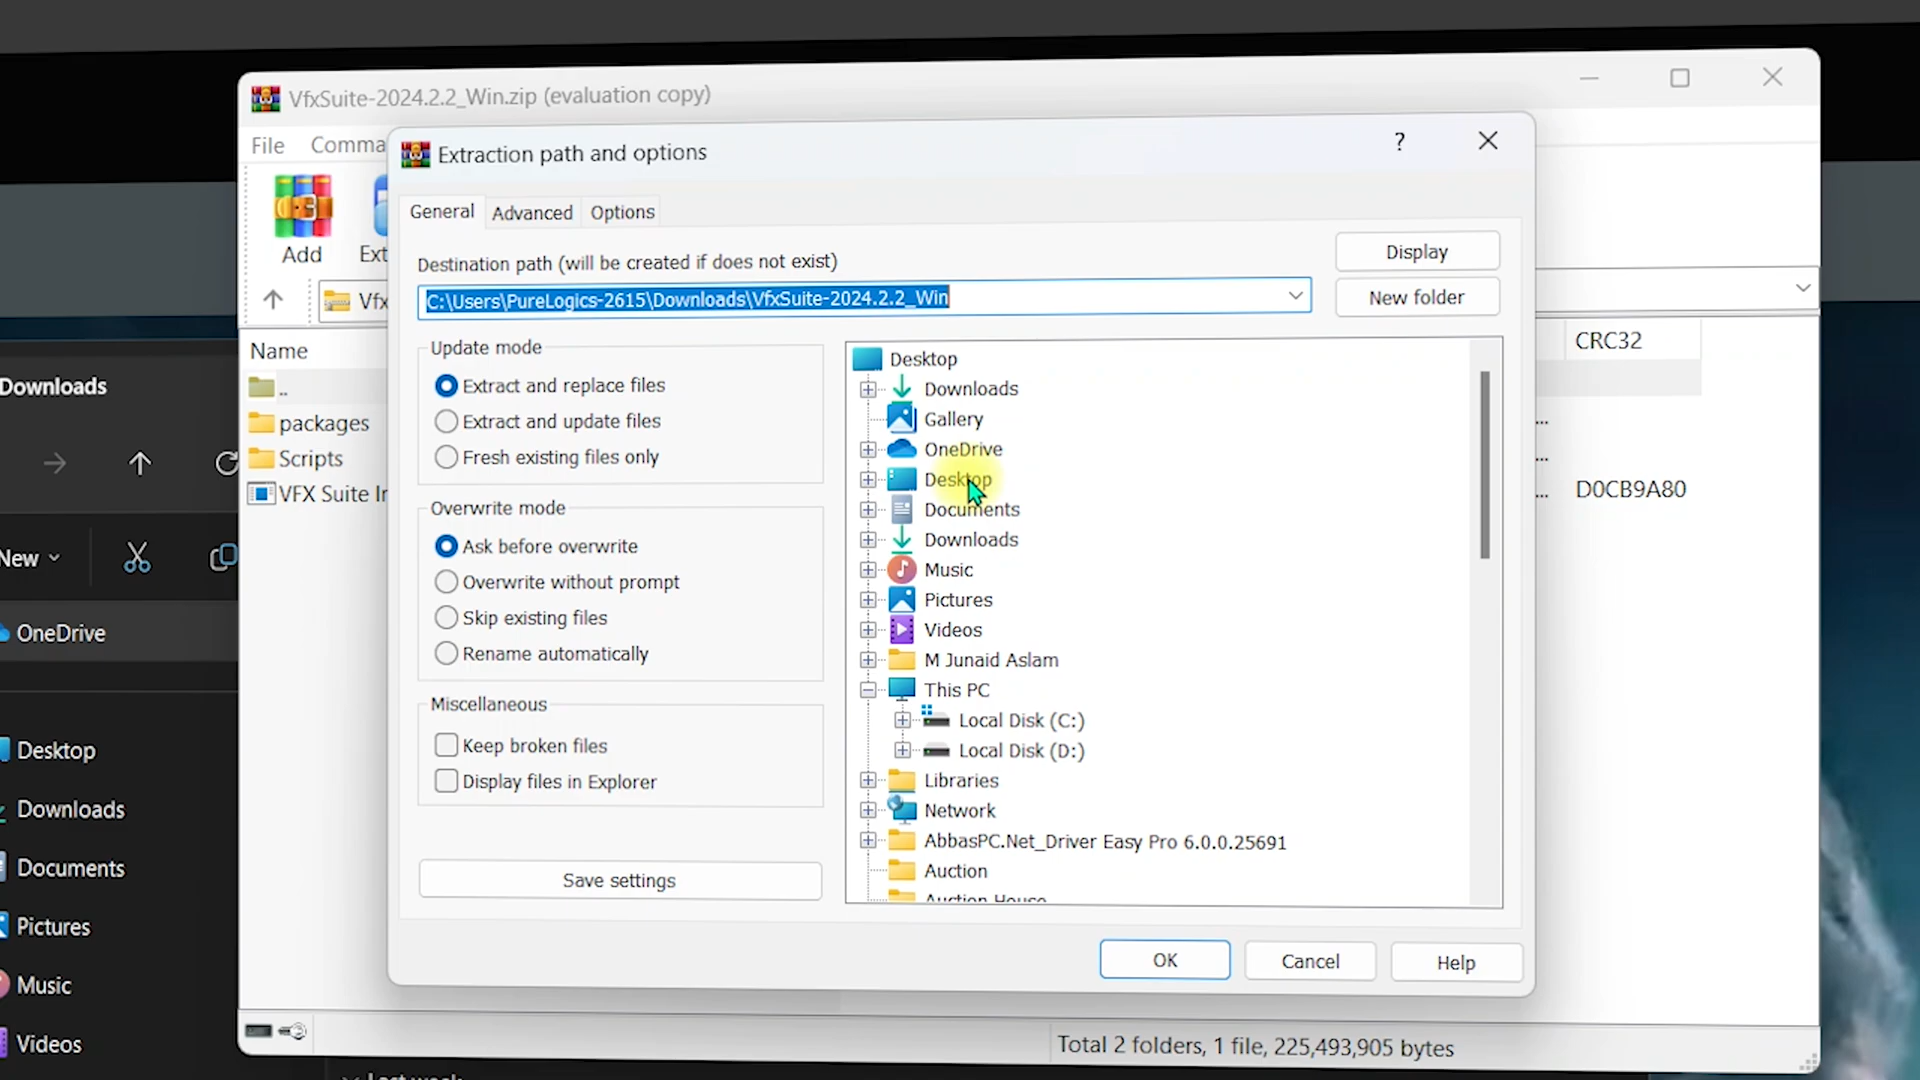 VfxSuite-2024.2.2_Win.zip (evaluation copy)
File
Comma
Extraction path and options
?
General
Advanced
Options
Add
Ext
Destination path (will be created if does not exist)
Display
C:\Users\PureLogics-2615\Downloads\VfxSuite-2024.2.2_Win
New folder
Vfx
Name
CRC32
..
packages
Scripts
VFX Suite In
...
...
...
D0CB9A80
Update mode
Extract and replace files
Extract and update files
Fresh existing files only
Overwrite mode
Ask before overwrite
Overwrite without prompt
Skip existing files
Rename automatically
Miscellaneous
Keep broken files
Display files in Explorer
Save settings
Desktop
Downloads
Gallery
OneDrive
Desktop
Documents
Downloads
Music
Pictures
Videos
M Junaid Aslam
This PC
Local Disk (C:)
Local Disk (D:)
Libraries
Network
AbbasPC.Net_Driver Easy Pro 6.0.0.25691
Auction
Auction House
OK
Cancel
Help
Total 2 folders, 1 file, 225,493,905 bytes
Downloads
New
OneDrive
Desktop
Downloads
Documents
Pictures
Music
Videos
Last week